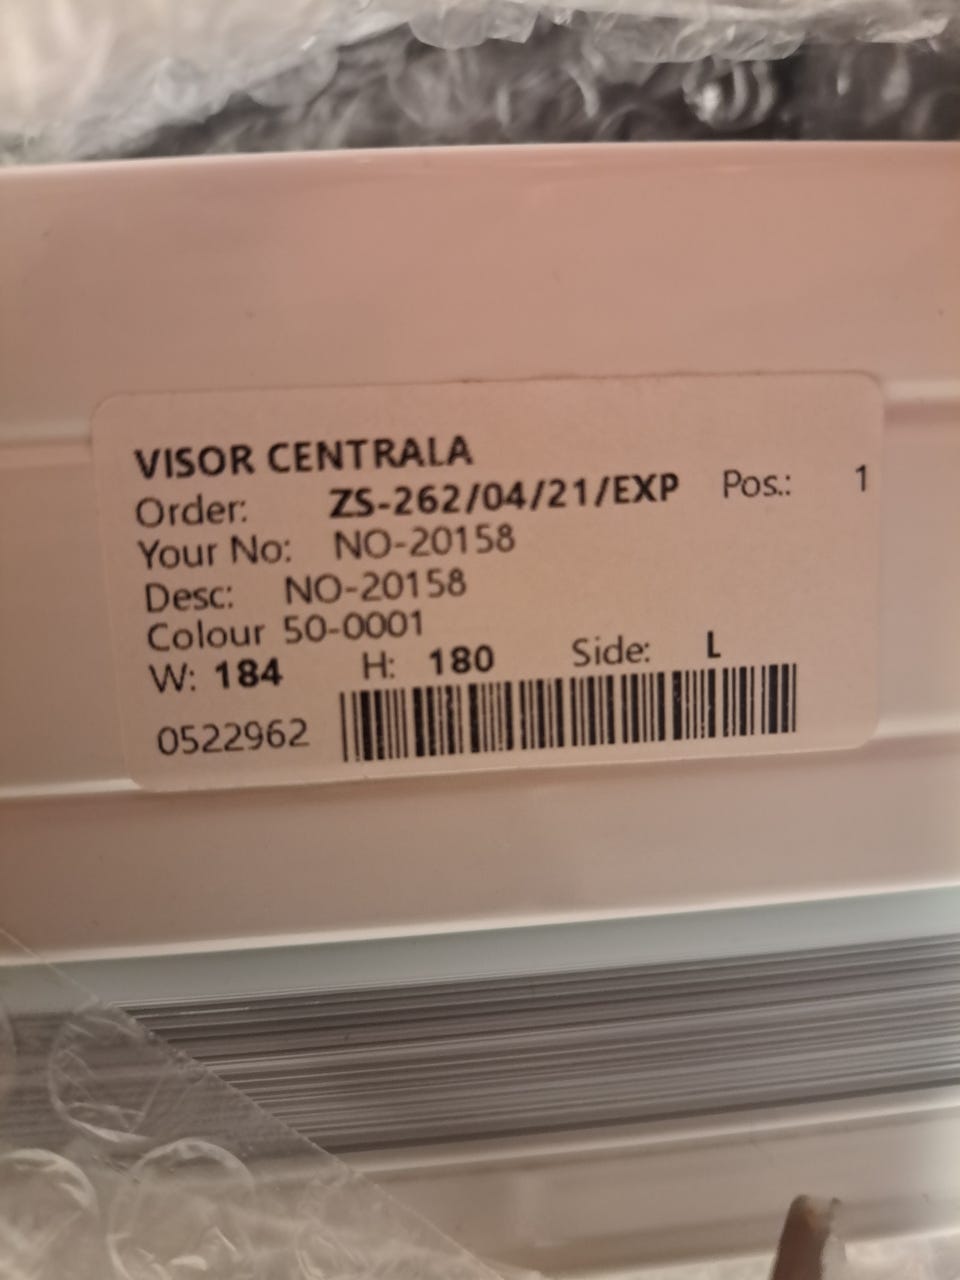 VISOR CENTRALA
Order: ZS-262/04/21/EXP Pos.: 1
Your No: NO-20158
Desc: NO-20158
Colour 50-0001
W: 184 H: 180 Side: L
0522962